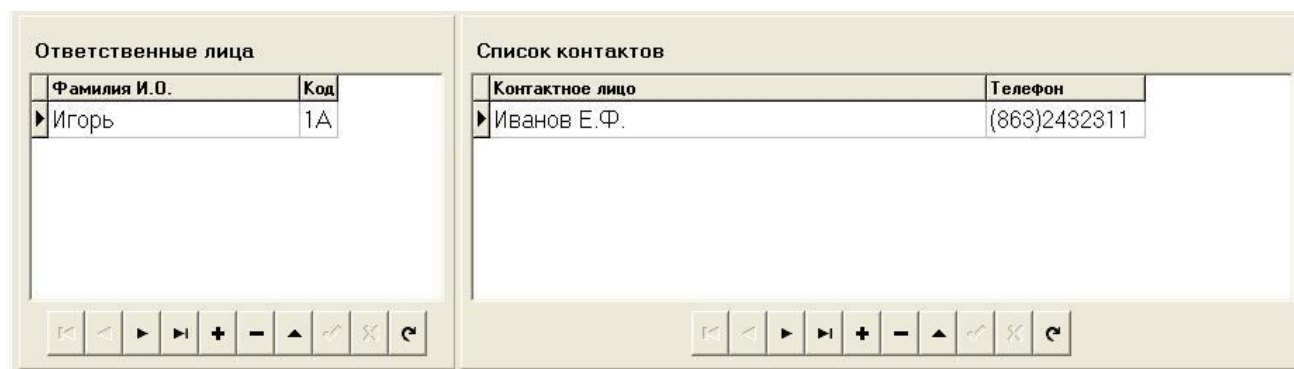 Ответственные лица
Фамилия И.О. Код
Игорь 1А
Список контактов
Контактное лицо Телефон
Иванов Е.Ф. (863)2432311